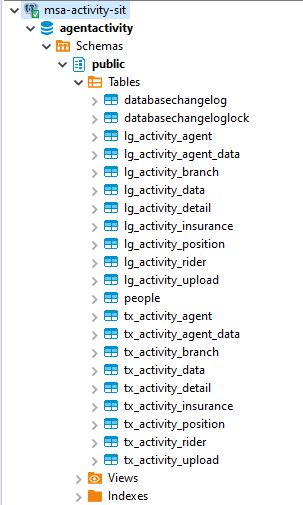 msa-activity-sit
agentactivity
Schemas
public
Tables
databasechangelog
databasechangeloglock
lg_activity_agent
lg_activity_agent_data
lg_activity_branch
lg_activity_data
lg_activity_detail
lg_activity_insurance
lg_activity_position
lg_activity_rider
lg_activity_upload
people
tx_activity_agent
tx_activity_agent_data
tx_activity_branch
tx_activity_data
tx_activity_detail
tx_activity_insurance
tx_activity_position
tx_activity_rider
tx_activity_upload
Views
Indexes